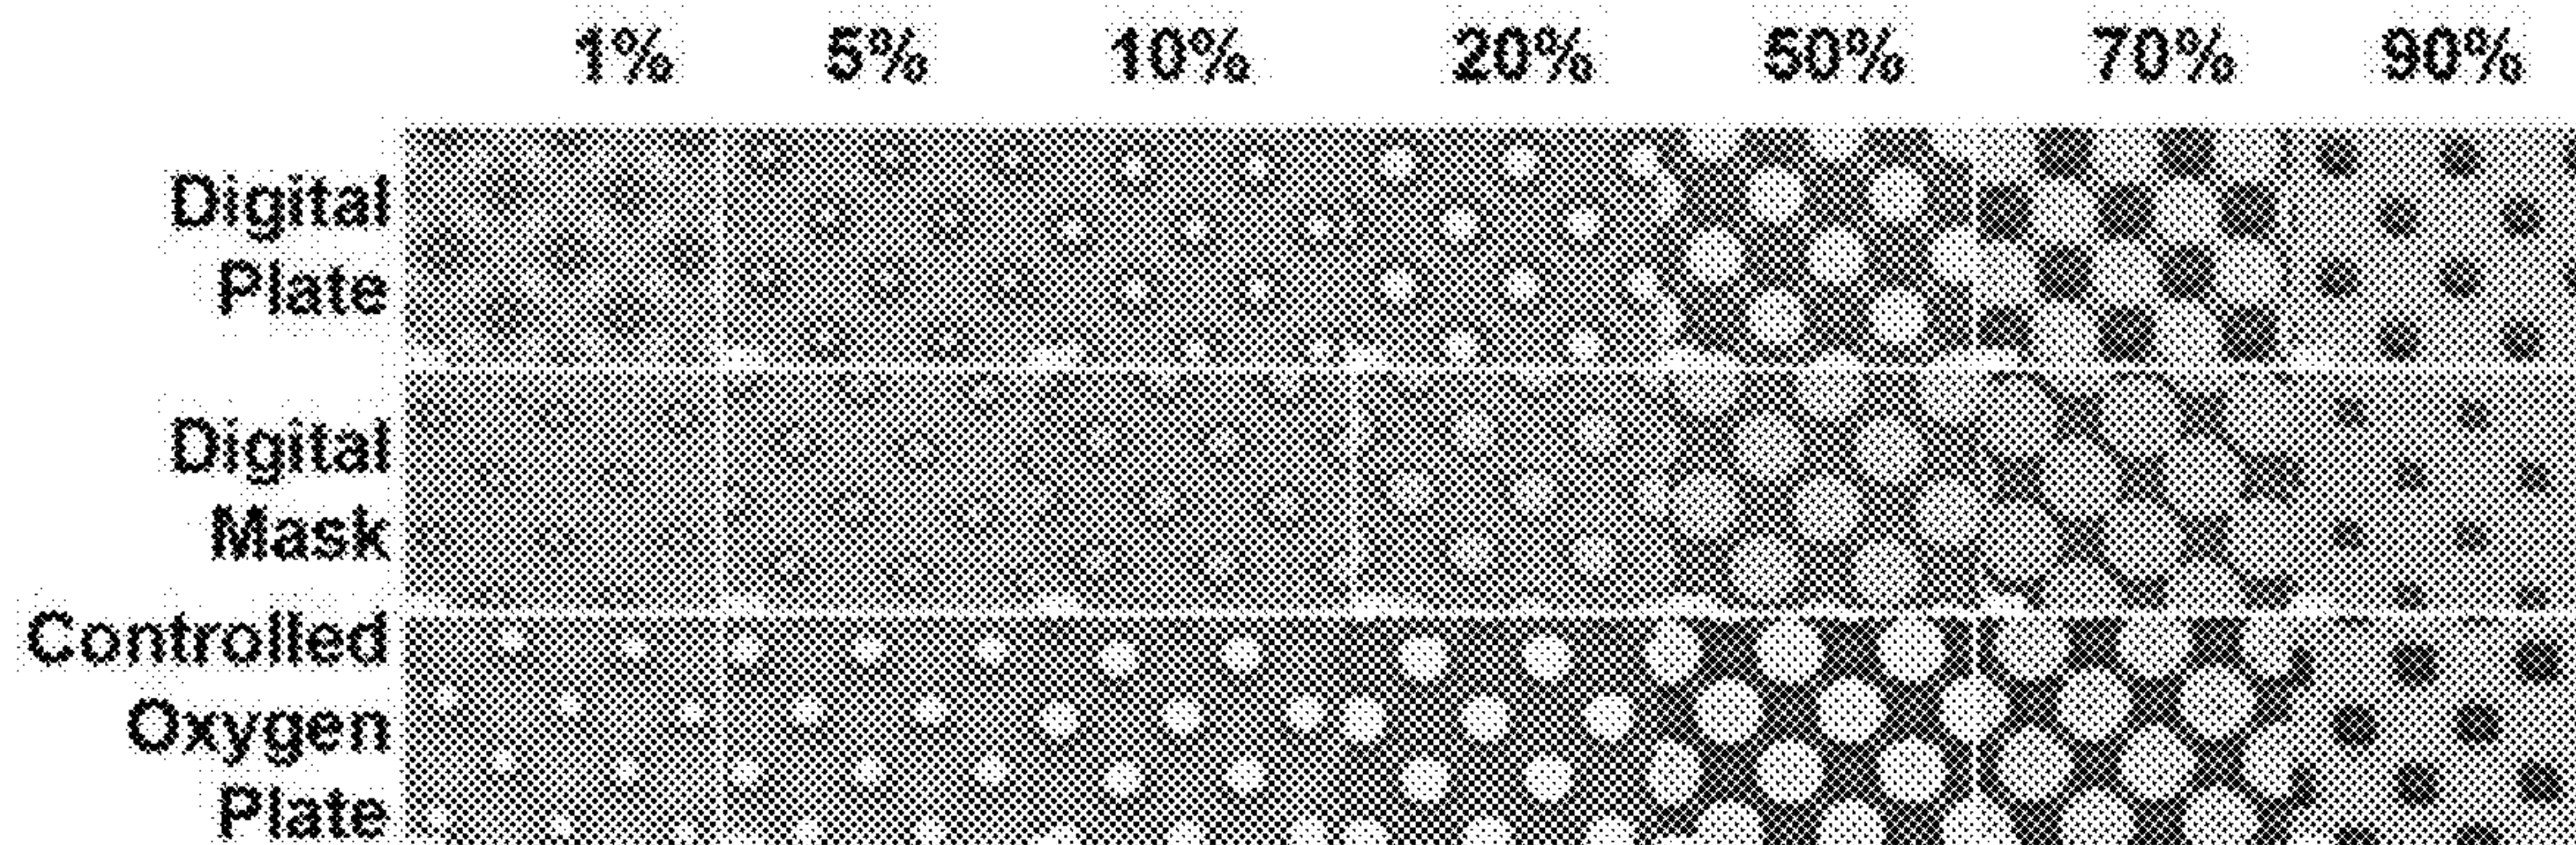 1% 5% 10% 20% 50% 70% 90%
Digital
Plate
Digital
Mask
Controlled
Oxygen
Plate